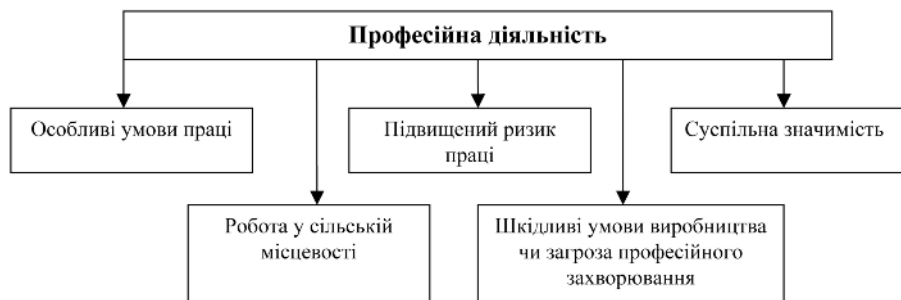 Професійна діяльність
Особливі умови праці
Підвищений ризик
праці
Суспільна значимість
Робота у сільській
місцевості
Шкідливі умови виробництва
чи загроза професійного
захворювання